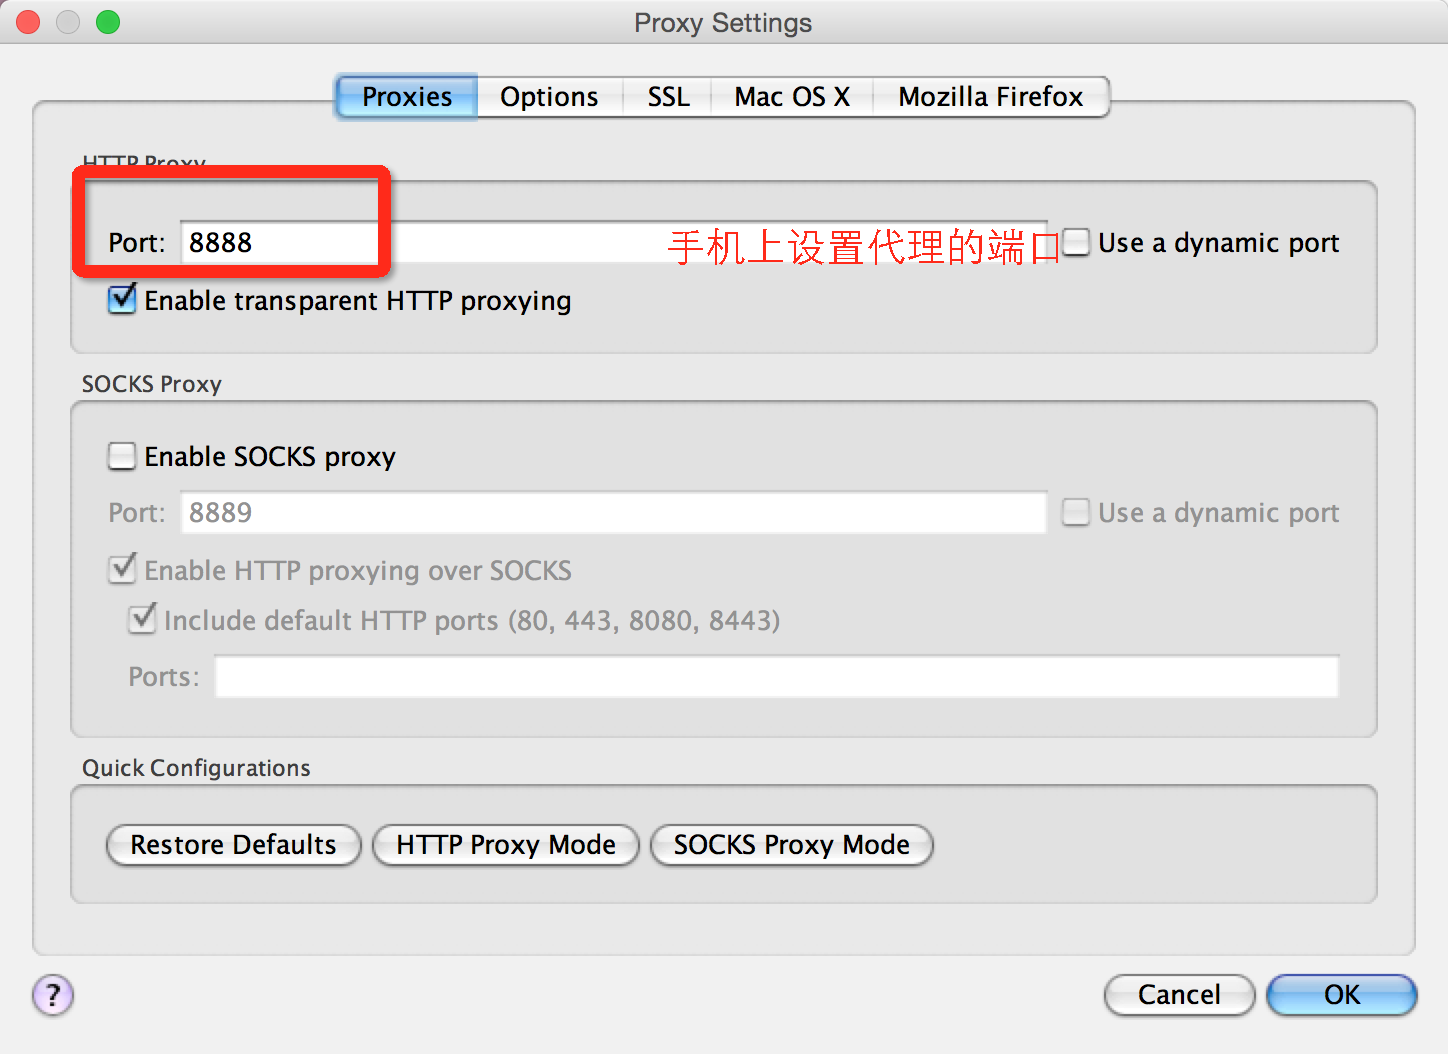 Proxy Settings
Proxies Options SSL Mac OS X Mozilla Firefox
HTTP Proxy
Port: 8888 手机上设置代理的端口 Use a dynamic port
Enable transparent HTTP proxying
SOCKS Proxy
Enable SOCKS proxy
Port: 8889 Use a dynamic port
Enable HTTP proxying over SOCKS
Include default HTTP ports (80, 443, 8080, 8443)
Ports:
Quick Configurations
Restore Defaults HTTP Proxy Mode SOCKS Proxy Mode
? Cancel OK